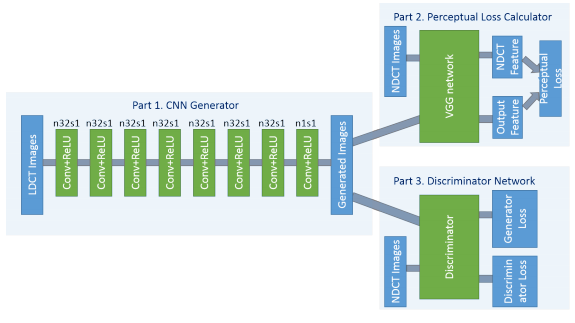 Part 1. CNN Generator
n32s1 n32s1 n32s1 n32s1 n32s1 n32s1 n32s1 n1s1
LDCT Images
Conv+ReLU
Conv+ReLU
Conv+ReLU
Conv+ReLU
Conv+ReLU
Conv+ReLU
Conv+ReLU
Conv+ReLU
Generated Images
Part 2. Perceptual Loss Calculator
NDCT Images
VGG network
NDCT
Feature
Output
Feature
Perceptual
Loss
Part 3. Discriminator Network
NDCT Images
Discriminator
Generator
Loss
Discrimin
ator Loss